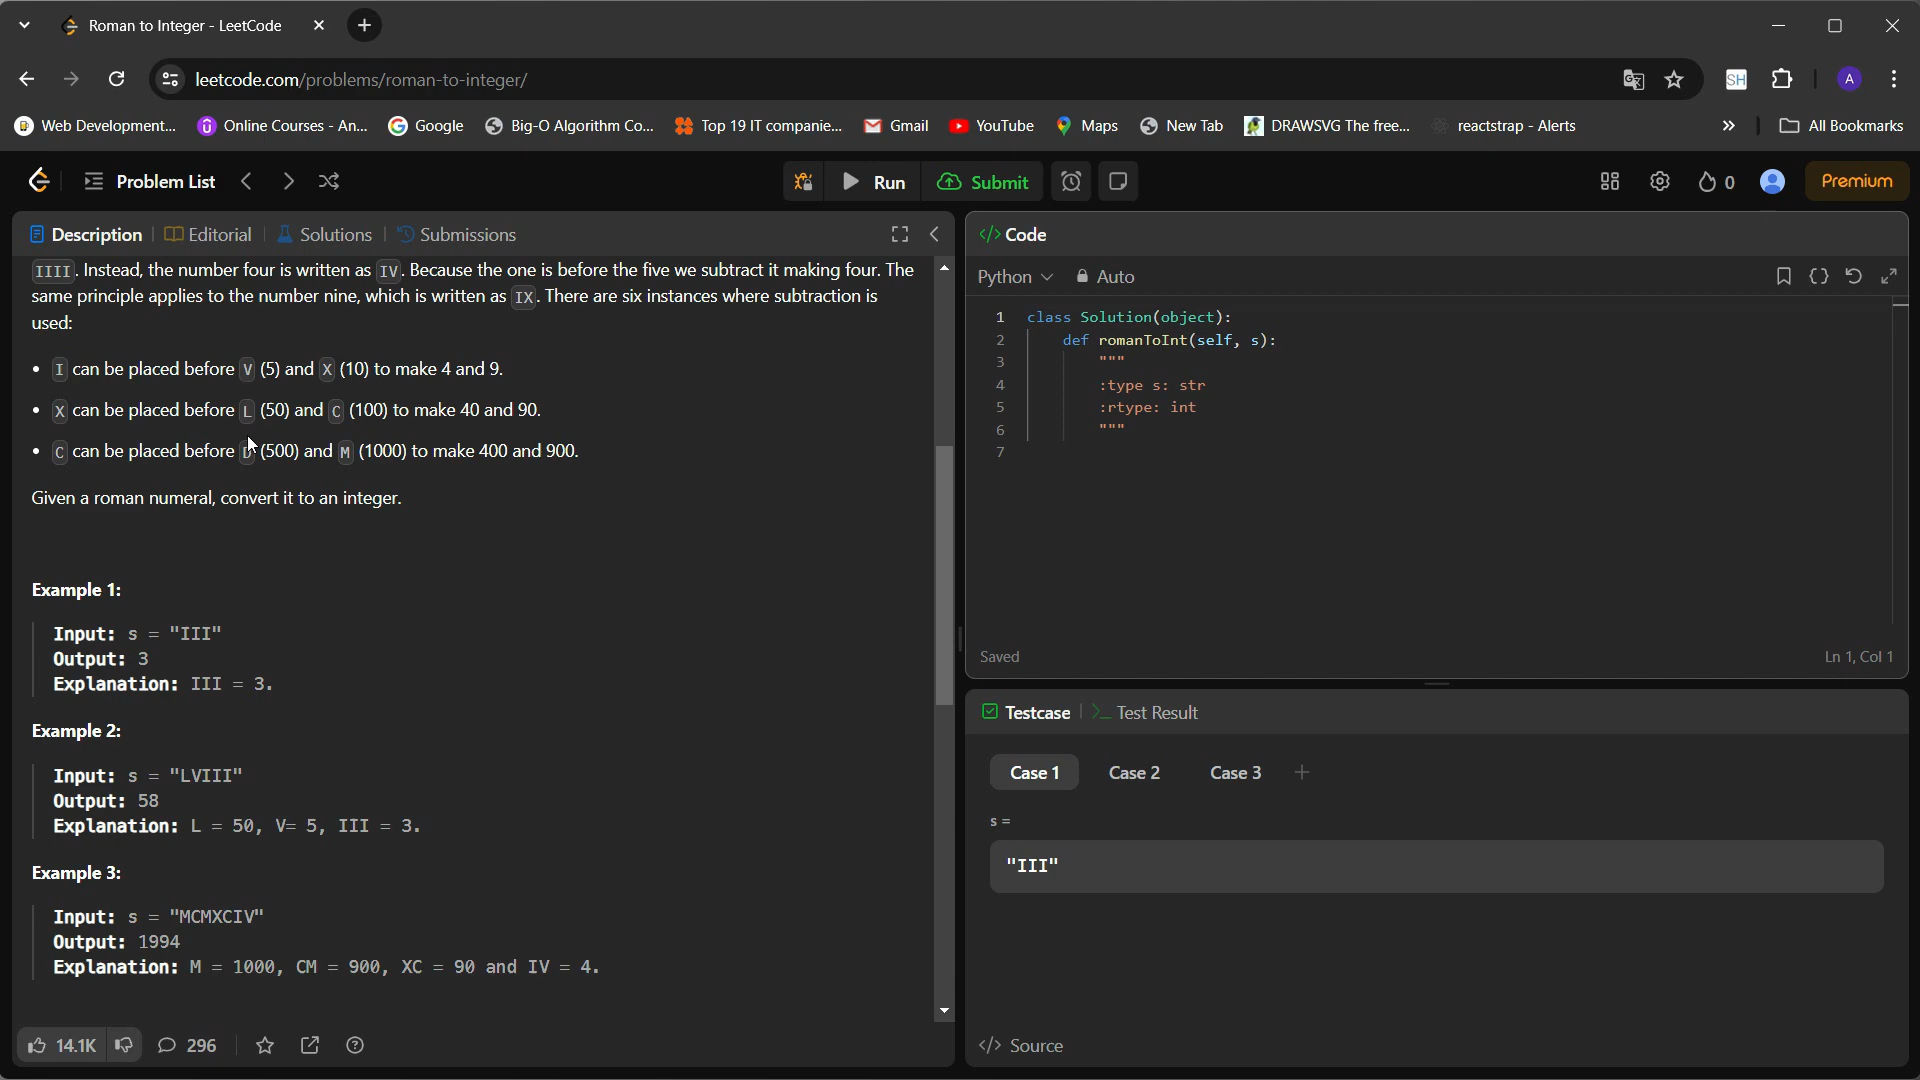 Roman to Integer - LeetCode
leetcode.com/problems/roman-to-integer/
SH
A
Web Development...
Online Courses - An...
Google
Big-O Algorithm Co...
Top 19 IT companie...
Gmail
YouTube
Maps
New Tab
DRAWSVG The free...
reactstrap - Alerts
All Bookmarks
Problem List
Run
Submit
0
Premium
Description
Editorial
Solutions
Submissions
IIII. Instead, the number four is written as IV. Because the one is before the five we subtract it making four. The
same principle applies to the number nine, which is written as IX. There are six instances where subtraction is
used:
• I can be placed before V (5) and X (10) to make 4 and 9.
• X can be placed before L (50) and C (100) to make 40 and 90.
• C can be placed before D (500) and M (1000) to make 400 and 900.
Given a roman numeral, convert it to an integer.
Example 1:
Input: s = "III"
Output: 3
Explanation: III = 3.
Example 2:
Input: s = "LVIII"
Output: 58
Explanation: L = 50, V= 5, III = 3.
Example 3:
Input: s = "MCMXCIV"
Output: 1994
Explanation: M = 1000, CM = 900, XC = 90 and IV = 4.
14.1K
296
</> Code
Python
Auto
1 class Solution(object):
2 def romanToInt(self, s):
3 """
4 :type s: str
5 :rtype: int
6 """
7
Saved
Ln 1, Col 1
Testcase
Test Result
Case 1
Case 2
Case 3
s =
"III"
</> Source